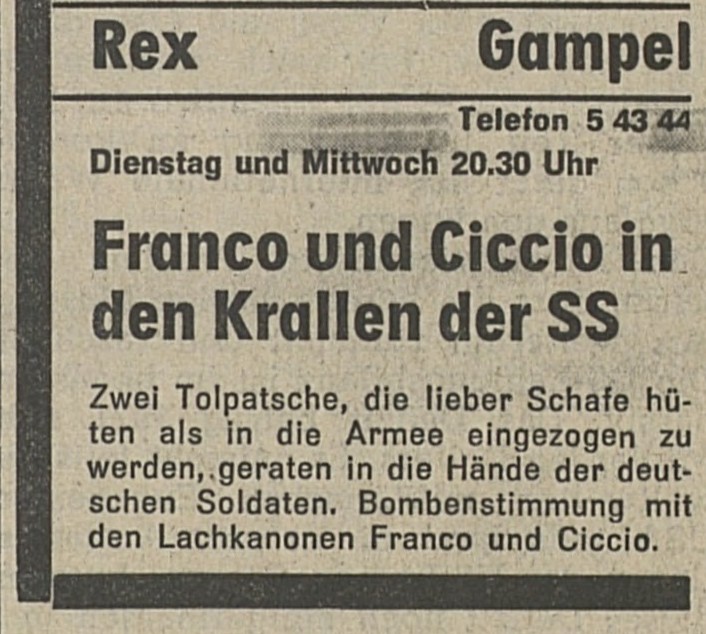 Rex Gampel
Telefon 5 43 44
Dienstag und Mittwoch 20.30 Uhr
Franco und Ciccio in
den Krallen der SS
Zwei Tolpatsche, die lieber Schafe hü-
ten als in die Armee eingezogen zu
werden, geraten in die Hände der deut-
schen Soldaten. Bombenstimmung mit
den Lachkanonen Franco und Ciccio.